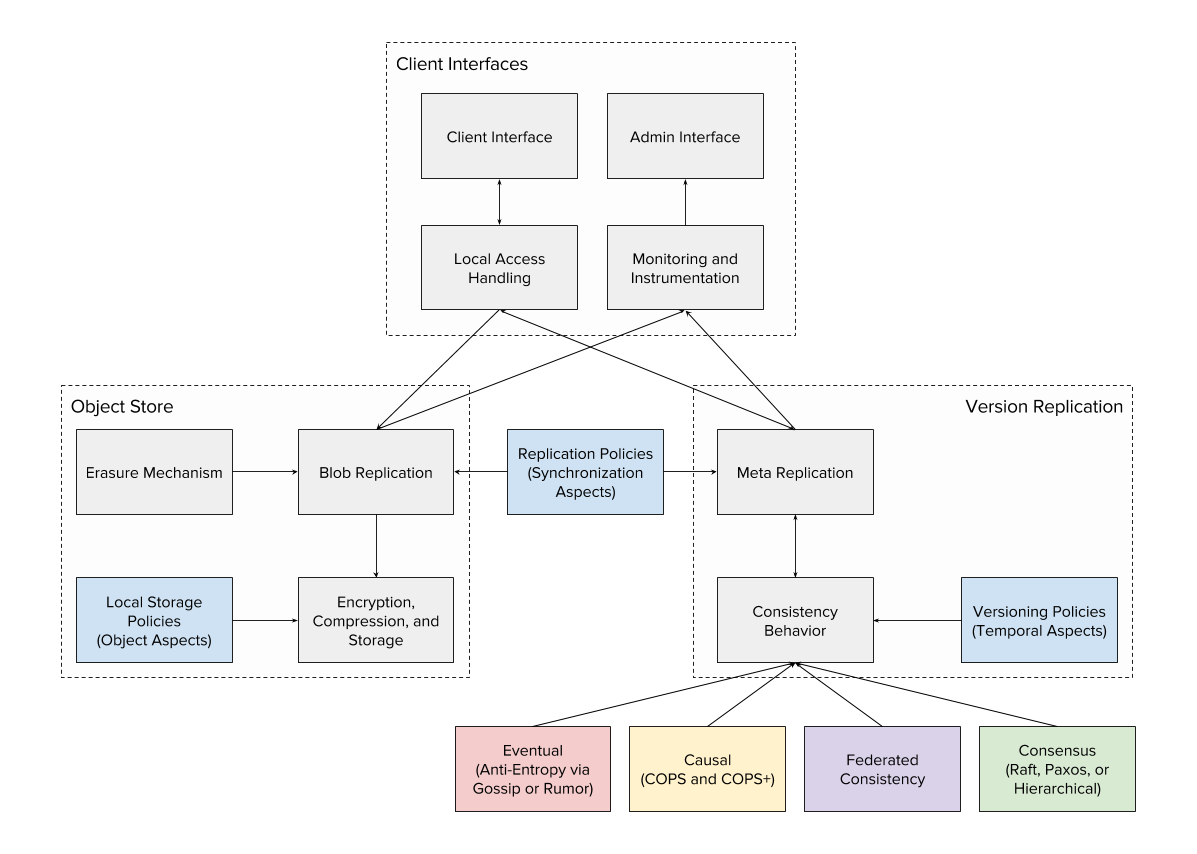 Client Interfaces
Client Interface
Admin Interface
Local Access
Handling
Monitoring and
Instrumentation
Object Store
Version Replication
Erasure Mechanism
Blob Replication
Replication Policies
(Synchronization
Aspects)
Meta Replication
Local Storage
Policies
(Object Aspects)
Encryption,
Compression, and
Storage
Consistency
Behavior
Versioning Policies
(Temporal Aspects)
Eventual
(Anti-Entropy via
Gossip or Rumor)
Causal
(COPS and COPS+)
Federated
Consistency
Consensus
(Raft, Paxos, or
Hierarchical)